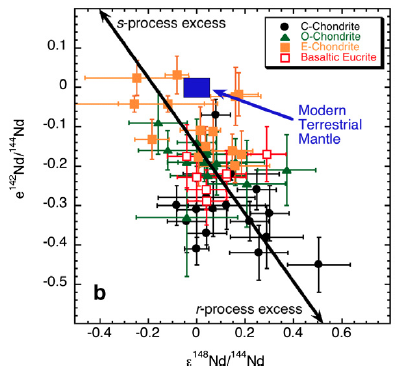 s-process excess
C-Chondrite
O-Chondrite
E-Chondrite
Basaltic Eucrite
Modern
Terrestrial
Mantle
0.1
0
-0.1
-0.2
-0.3
-0.4
-0.5
e¹⁴²Nd/¹⁴⁴Nd
b
r-process excess
-0.4 -0.2 0 0.2 0.4 0.6
ε¹⁴⁸Nd/¹⁴⁴Nd